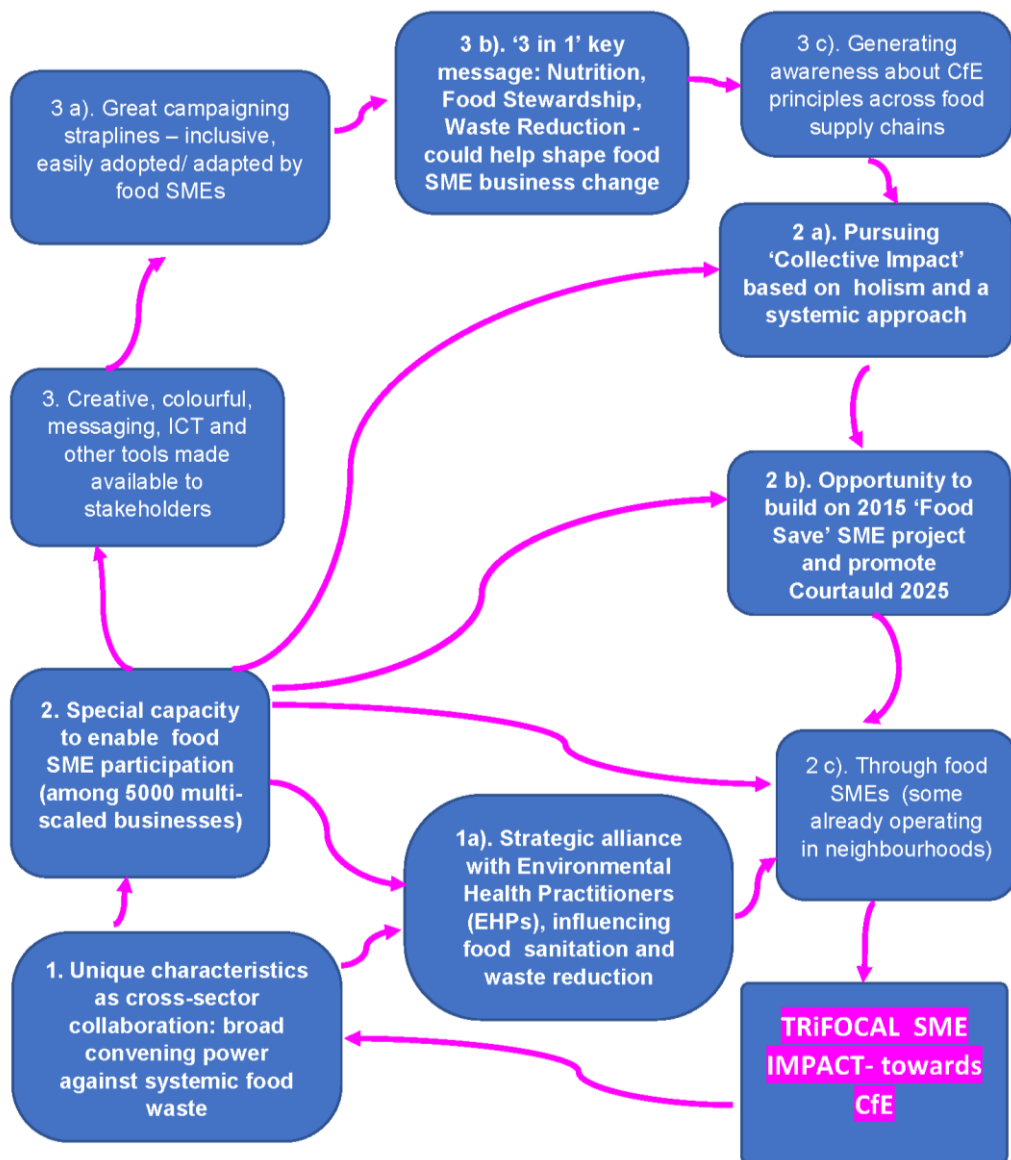 3 a). Great campaigning
straplines – inclusive,
easily adopted/ adapted by
food SMEs
3 b). ‘3 in 1’ key
message: Nutrition,
Food Stewardship,
Waste Reduction -
could help shape food
SME business change
3 c). Generating
awareness about CfE
principles across food
supply chains
2 a). Pursuing
‘Collective Impact’
based on holism and a
systemic approach
3. Creative, colourful,
messaging, ICT and
other tools made
available to
stakeholders
2 b). Opportunity to
build on 2015 ‘Food
Save’ SME project
and promote
Courtauld 2025
2. Special capacity
to enable food
SME participation
(among 5000 multi-
scaled businesses)
2 c). Through food
SMEs (some
already operating
in neighbourhoods)
1a). Strategic alliance
with Environmental
Health Practitioners
(EHPs), influencing
food sanitation and
waste reduction
1. Unique characteristics
as cross-sector
collaboration: broad
convening power
against systemic food
waste
TRiFOCAL SME
IMPACT- towards
CfE